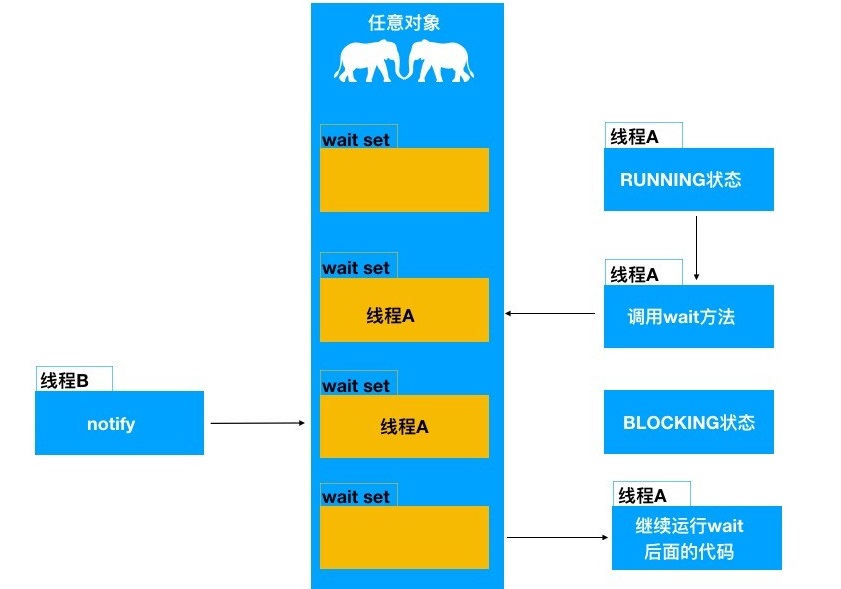 任意对象
wait set
线程A
RUNNING状态
wait set
线程A
线程A
调用wait方法
线程B
notify
wait set
线程A
BLOCKING状态
wait set
线程A
继续运行wait
后面的代码